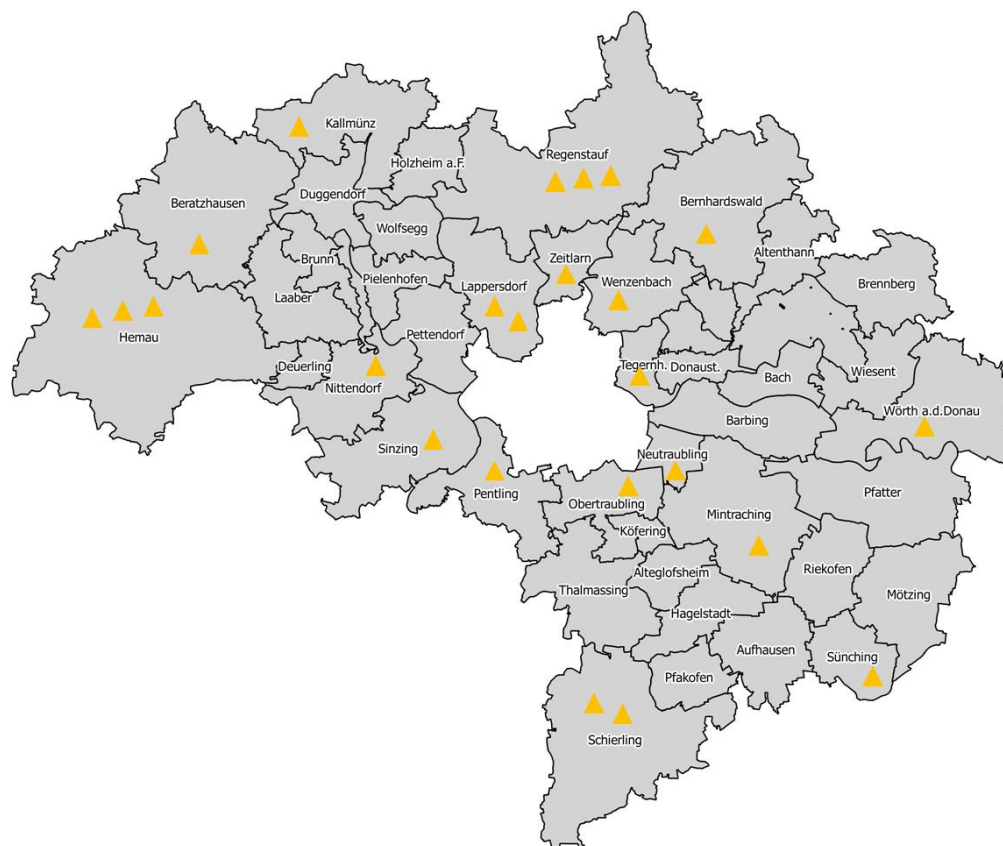 Kallmünz
Regenstauf
Holzheim a.F.
Duggendorf
Beratzhausen
Bernhardswald
Wolfsegg
Altenthann
Brunn
Zeitlarn
Pielenhofen
Wenzenbach
Brennberg
Lappersdorf
Laaber
Hemau
Pettendorf
Tegernh.
Donaust.
Deuerling
Nittendorf
Bach
Wiesent
Wörth a.d.Donau
Barbing
Sinzing
Neutraubling
Pentling
Pfatter
Obertraubling
Mintraching
Köfering
Riekofen
Alteglofsheim
Thalmassing
Mötzing
Hagelstadt
Aufhausen
Sünching
Pfakofen
Schierling